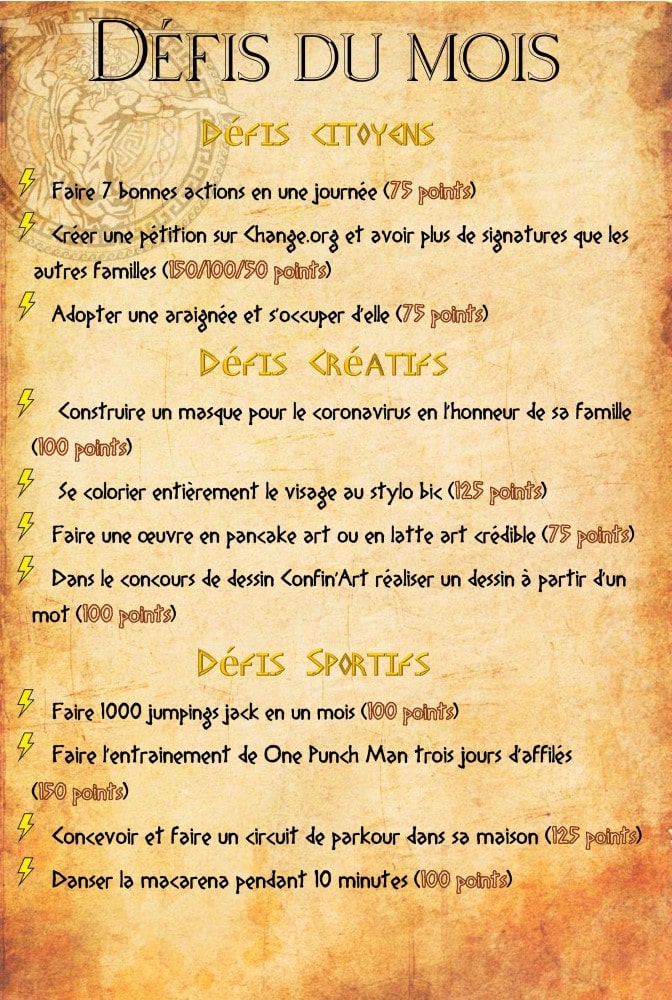 Défis du mois
Défis citoyens
Faire 7 bonnes actions en une journée (75 points)
Créer une pétition sur Change.org et avoir plus de signatures que les
autres familles (150/100/50 points)
Adopter une araignée et s'occuper d'elle (75 points)
Défis Créatifs
Construire un masque pour le coronavirus en l'honneur de sa famille
(100 points)
Se colorier entièrement le visage au stylo bic (125 points)
Faire une œuvre en pancake art ou en latte art crédible (75 points)
Dans le concours de dessin Confin'Art réaliser un dessin à partir d'un
mot (100 points)
Défis Sportifs
Faire 1000 jumpings jack en un mois (100 points)
Faire l'entrainement de One Punch Man trois jours d'affilés
(150 points)
Concevoir et faire un circuit de parkour dans sa maison (125 points)
Danser la macarena pendant 10 minutes (100 points)